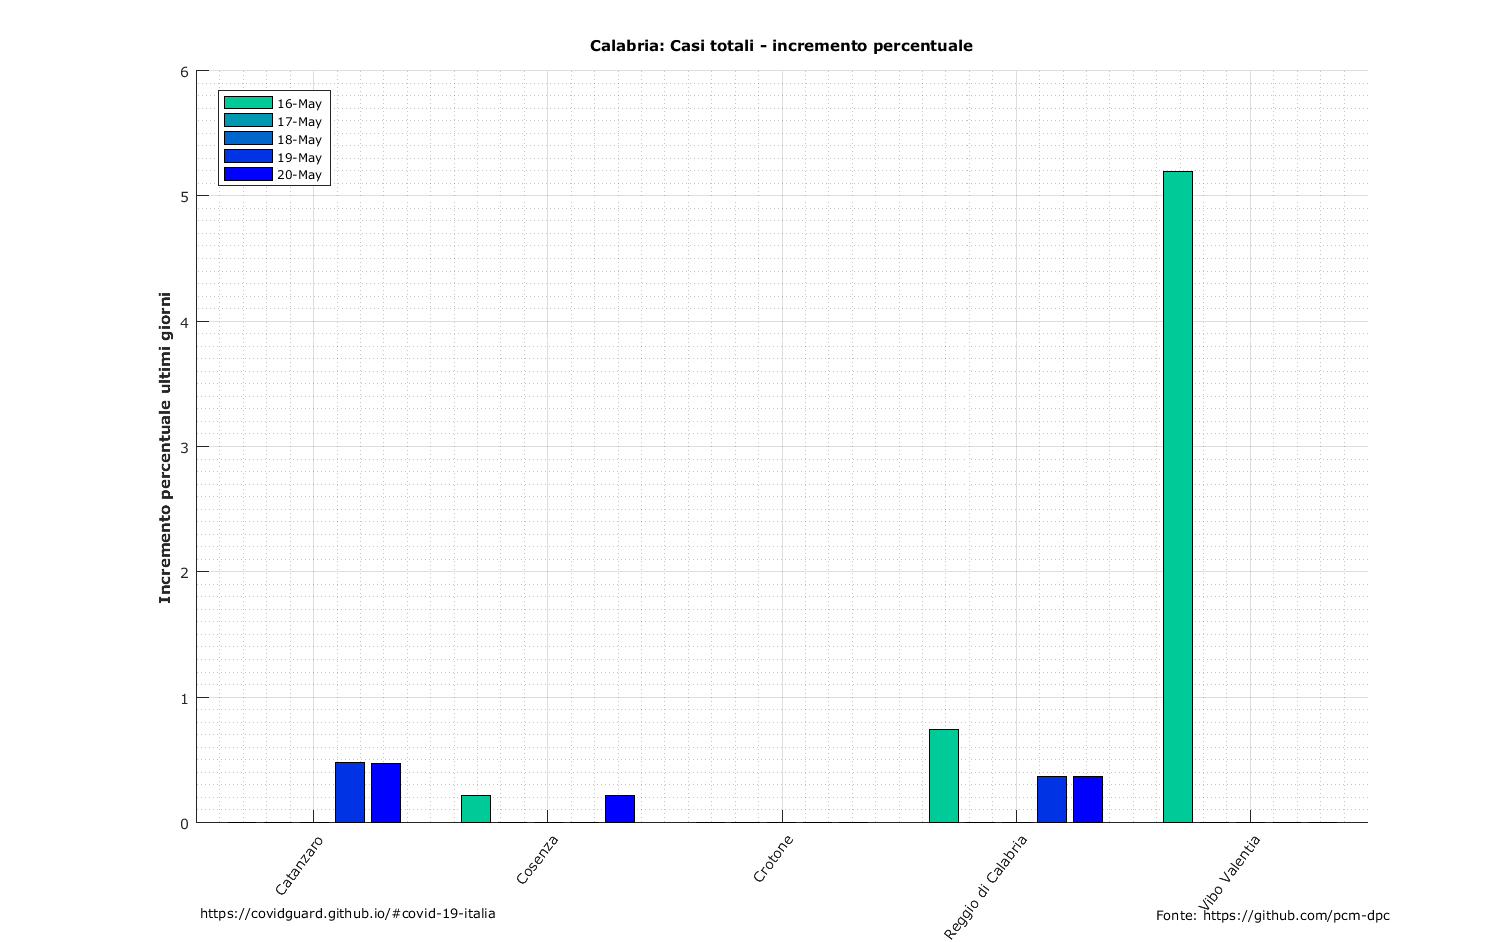 Calabria: Casi totali - incremento percentuale
6
5
4
3
2
1
0
Incremento percentuale ultimi giorni
16-May
17-May
18-May
19-May
20-May
Catanzaro
Cosenza
Crotone
Reggio di Calabria
Vibo Valentia
https://covidguard.github.io/#covid-19-italia
Fonte: https://github.com/pcm-dpc